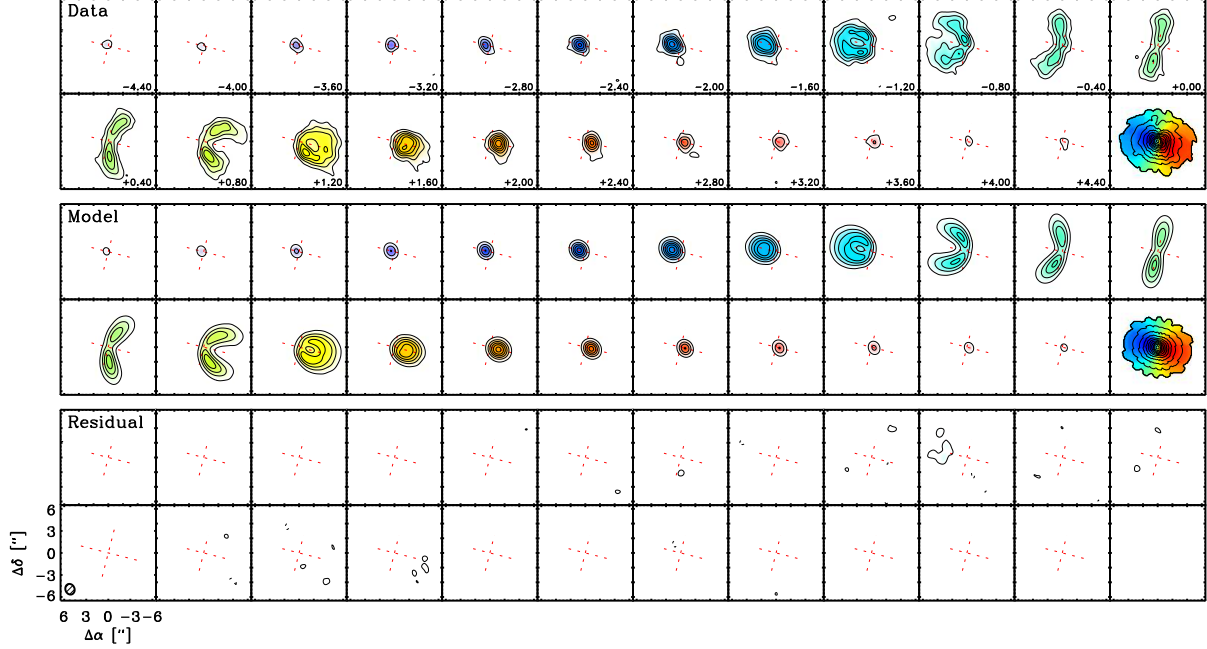 Data
−4.40 −4.00 −3.60 −3.20 −2.80 −2.40 −2.00 −1.60 −1.20 −0.80 −0.40 +0.00
+0.40 +0.80 +1.20 +1.60 +2.00 +2.40 +2.80 +3.20 +3.60 +4.00 +4.40
Model
Residual
6
3
0
−3
−6
Δδ ["]
6 3 0 −3−6
Δα ["]